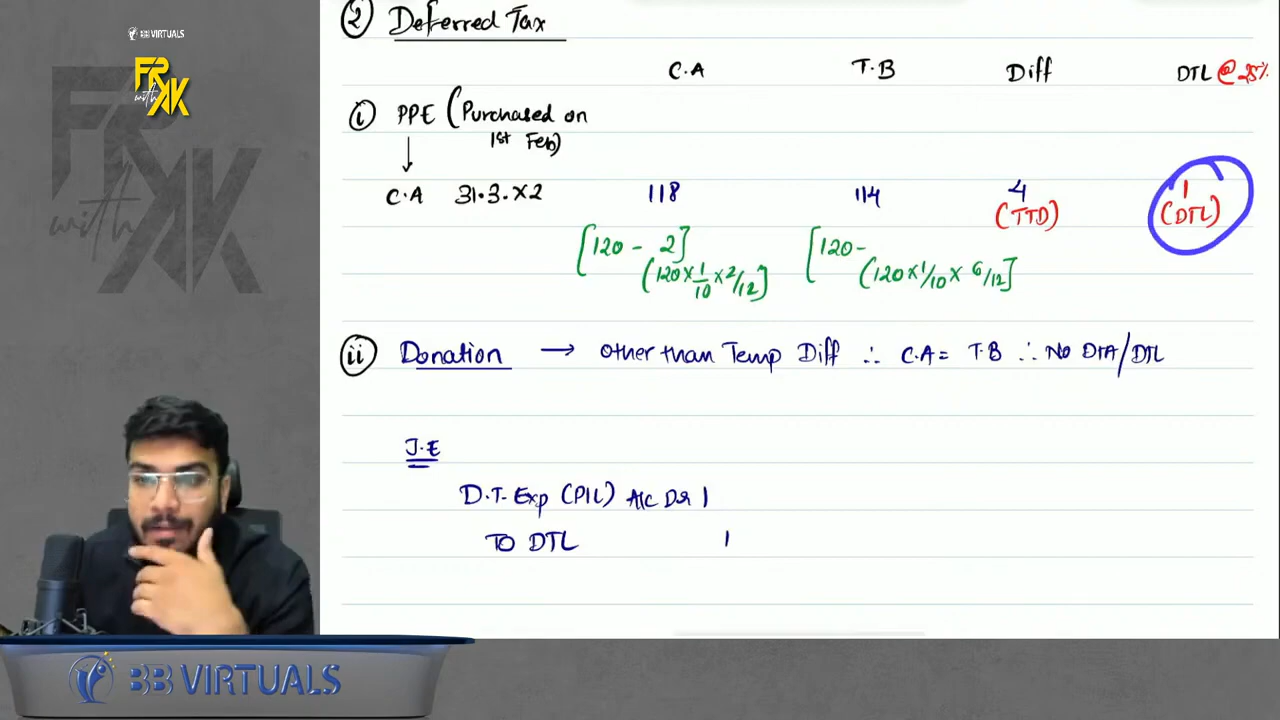 BB VIRTUALS
FR
with
AK
② Deferred Tax
C.A T.B Diff DTL @ 25%
ⓘ PPE (Purchased on
1st Feb)
C.A 31.3.X2 118 114 4 1
(TTD) (DTL)
[120 - 2] [120-
(120×1/10×2/12] (120×1/10×6/12]
ⓘⓘ Donation → Other than Temp Diff ∴ C.A = T.B ∴ No DTA/DTL
J.E
D.T. Exp (P/L) A/c Dr 1
To DTL 1
BB VIRTUALS